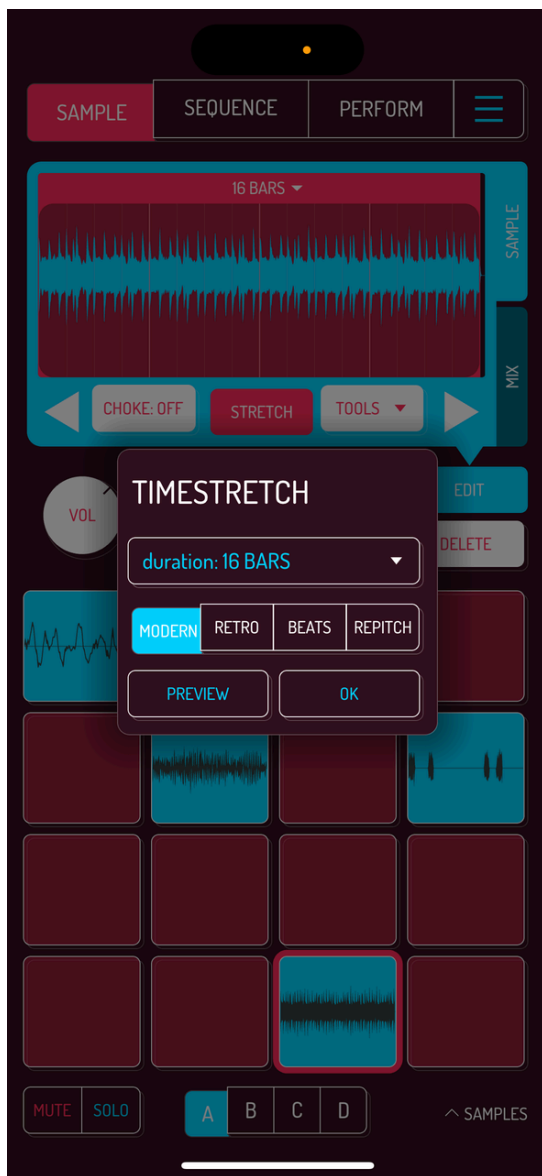 SAMPLE
SEQUENCE
PERFORM
16 BARS
SAMPLE
MIX
CHOKE: OFF
STRETCH
TOOLS
VOL
EDIT
DELETE
TIMESTRETCH
duration: 16 BARS
MODERN
RETRO
BEATS
REPITCH
PREVIEW
OK
MUTE
SOLO
A
B
C
D
SAMPLES